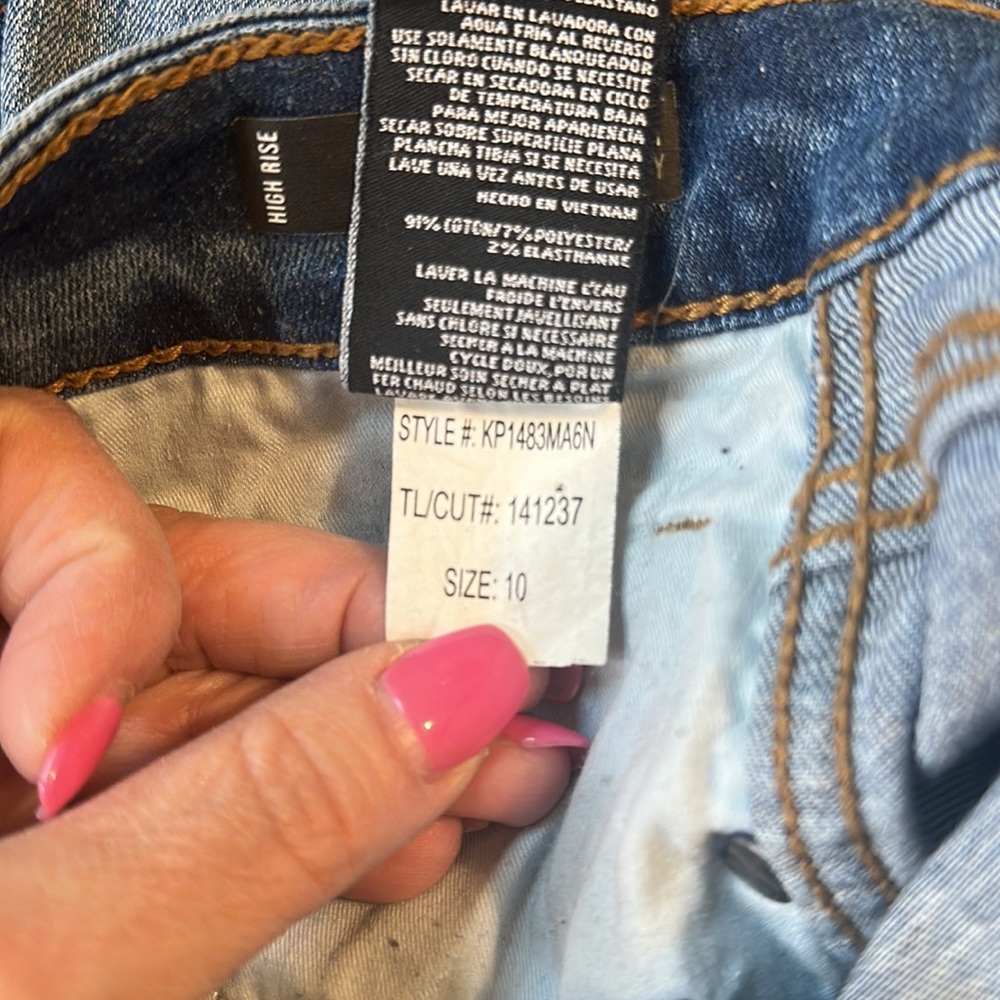 ELASTANO
LAVAR EN LAVADORA CON
AGUA FRIA AL REVERSO
USE SOLAMENTE BLANQUEADOR
SIN CLORO CUANDO SE NECESITE
SECAR EN SECADORA EN CICLO
DE TEMPERATURA BAJA
PARA MEJOR APARIENCIA
SECAR SOBRE SUPERFICIE PLANA
PLANCHA TIBIA SI SE NECESITA
LAVE UNA VEZ ANTES DE USAR
HECHO EN VIETNAM
91% COTON/7% POLYESTER/
2% ELASTHANNE
LAVER LA MACHINE L'EAU
FROIDE L'ENVERS
SEULEMENT JAVELLISANT
SANS CHLORE SI NECESSAIRE
SECHER A LA MACHINE
CYCLE DOUX, POR UN
MEILLEUR SOIN SECHER A PLAT
FER CHAUD SELON LES BESOINS
HIGH RISE
Y
STYLE #: KP1483MA6N
TL/CUT#: 141237
SIZE: 10